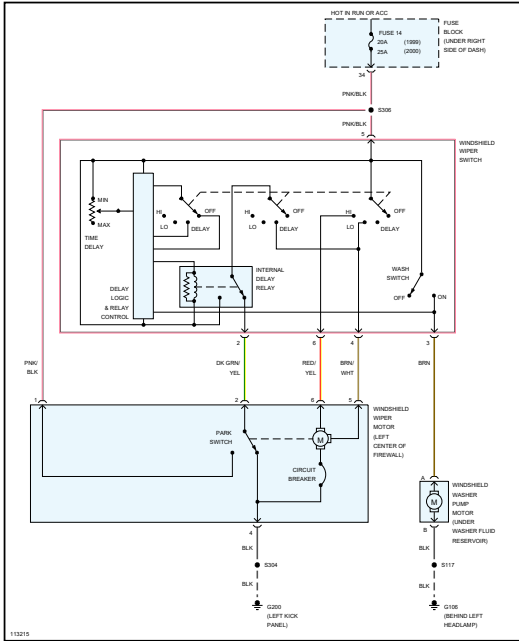 HOT IN RUN OR ACC
FUSE 14
20A (1999)
25A (2000)
FUSE
BLOCK
(UNDER RIGHT
SIDE OF DASH)
34
PNK/BLK
S306
PNK/BLK
5
WINDSHIELD
WIPER
SWITCH
MIN
MAX
TIME
DELAY
HI
LO
OFF
DELAY
HI
LO
OFF
DELAY
HI
LO
OFF
DELAY
DELAY
LOGIC
& RELAY
CONTROL
INTERNAL
DELAY
RELAY
WASH
SWITCH
OFF
ON
2
6
4
3
PNK/
BLK
DK GRN/
YEL
RED/
YEL
BRN/
WHT
BRN
1
2
6
5
WINDSHIELD
WIPER
MOTOR
(LEFT
CENTER OF
FIREWALL)
PARK
SWITCH
M
CIRCUIT
BREAKER
A
M
B
WINDSHIELD
WASHER
PUMP
MOTOR
(UNDER
WASHER FLUID
RESERVOIR)
4
BLK
S304
BLK
G200
(LEFT KICK
PANEL)
BLK
S117
BLK
G106
(BEHIND LEFT
HEADLAMP)
113215